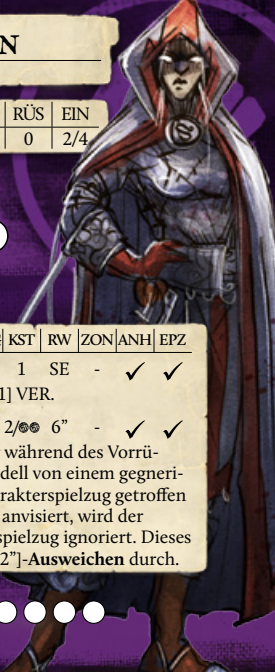 N
RÜS EIN
0 2/4
KST RW ZON ANH EPZ
1 SE - ✓ ✓
1] VER.
2/ 6" - ✓ ✓
während des Vorrü-
dell von einem gegneri-
rakterspielzug getroffen
anvisiert, wird der
spielzug ignoriert. Dieses
2"]-Ausweichen durch.